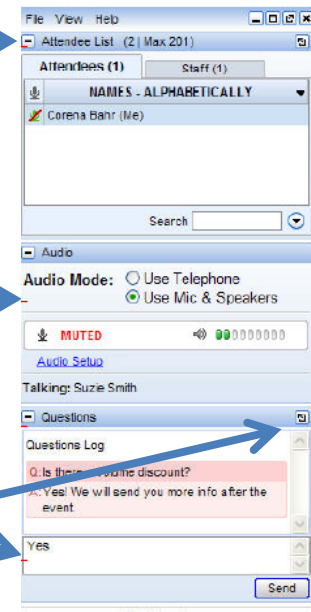 File View Help
Attendee List (2 | Max 201)
Attendees (1) Staff (1)
NAMES - ALPHABETICALLY
Corena Bahr (Me)
Search
Audio
Audio Mode: Use Telephone
Use Mic & Speakers
MUTED
Audio Setup
Talking: Suzie Smith
Questions
Questions Log
Q: Is there volume discount?
A: Yes! We will send you more info after the
event.
Yes
Send